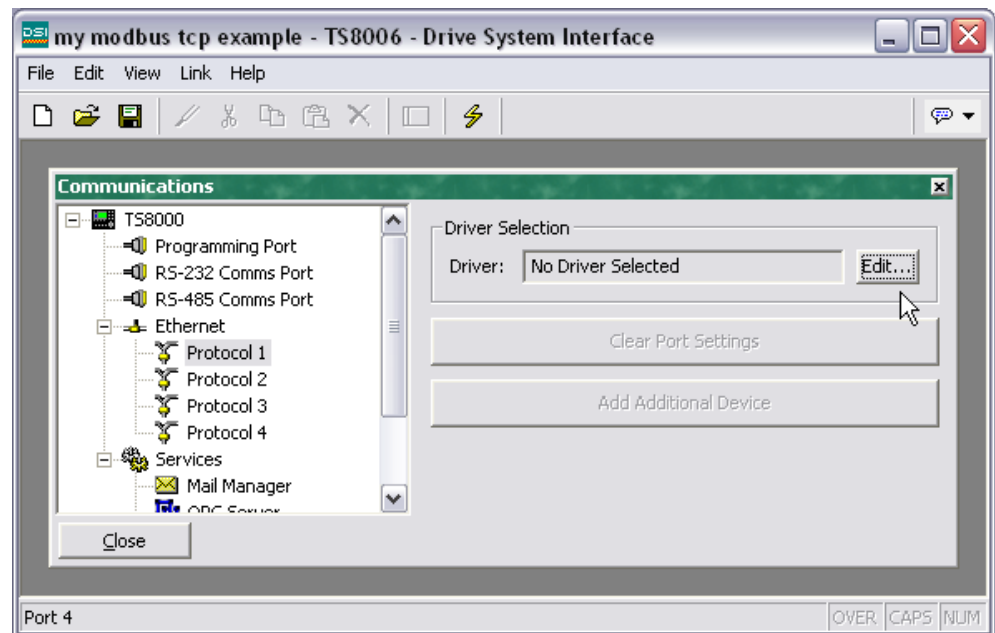 DSI my modbus tcp example - TS8006 - Drive System Interface
File Edit View Link Help
Communications
TS8000
Programming Port
RS-232 Comms Port
RS-485 Comms Port
Ethernet
Protocol 1
Protocol 2
Protocol 3
Protocol 4
Services
Mail Manager
OPC Server
Driver Selection
Driver: No Driver Selected Edit...
Clear Port Settings
Add Additional Device
Close
Port 4 OVER CAPS NUM